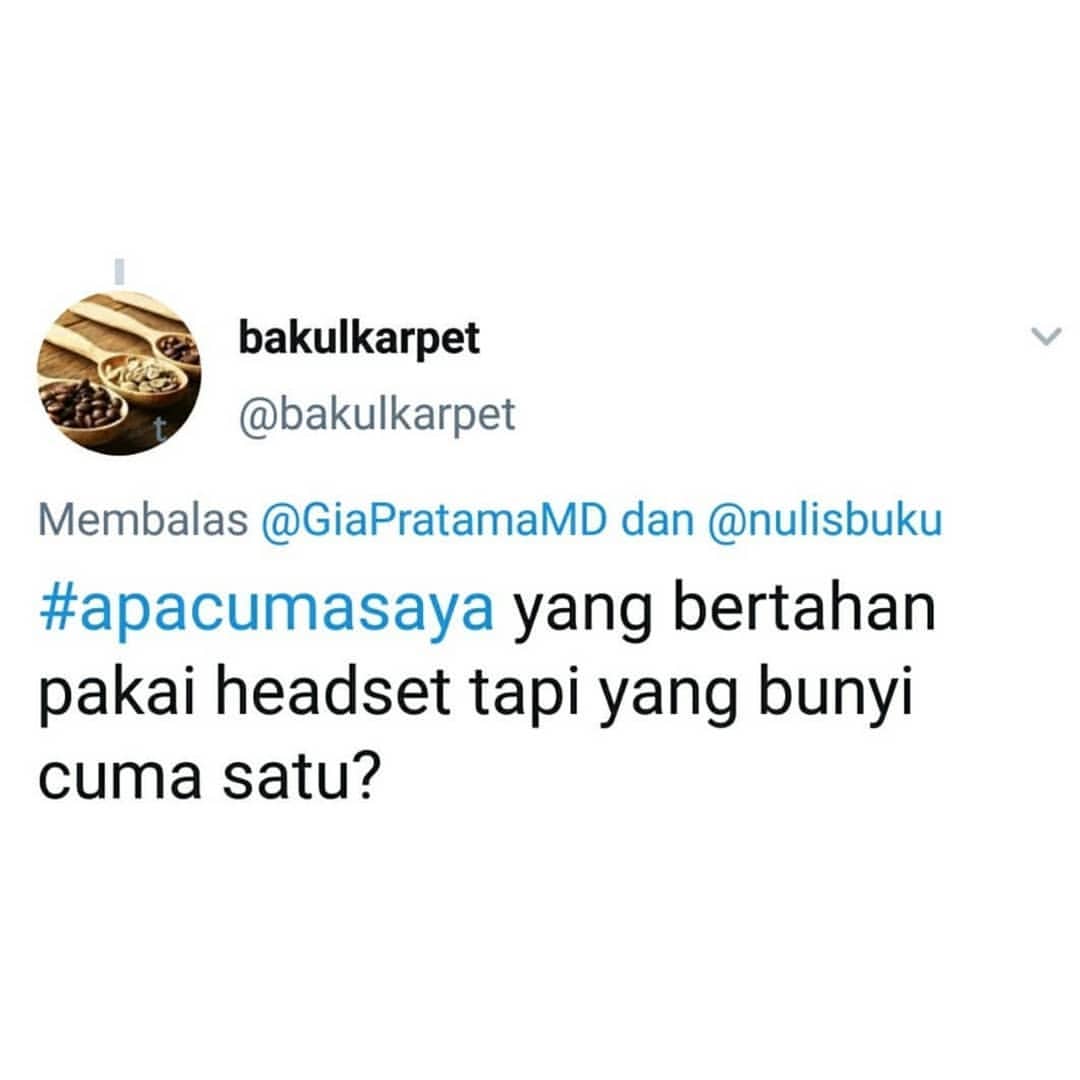 bakulkarpet
@bakulkarpet
Membalas @GiaPratamaMD dan @nulisbuku
#apacumasaya yang bertahan
pakai headset tapi yang bunyi
cuma satu?
t